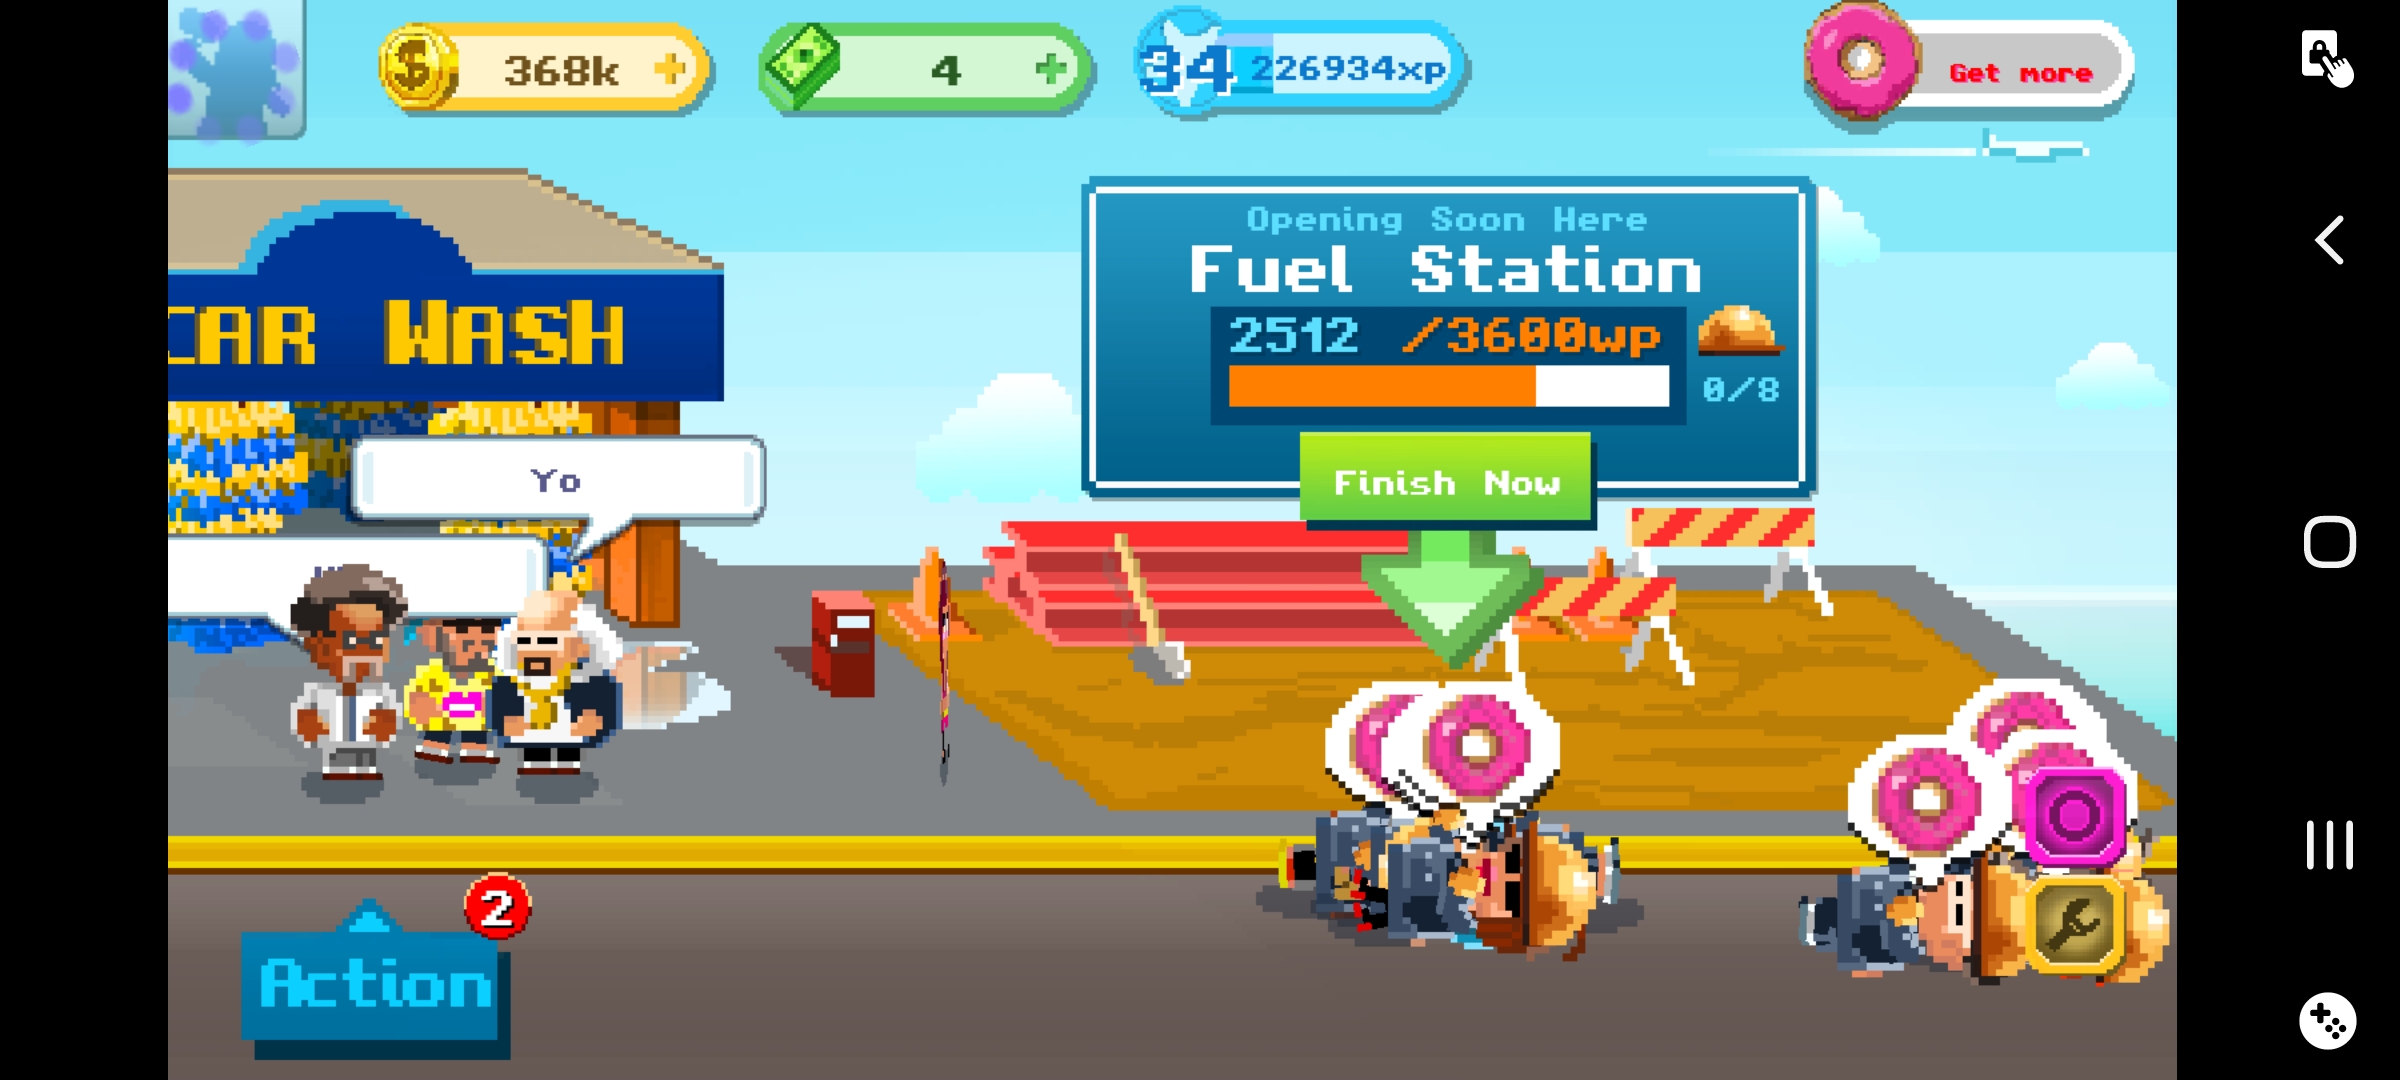 368k
4
34
226934xp
Get more
Opening Soon Here
Fuel Station
2512 /3600wp
0/8
CAR WASH
Yo
Finish Now
2
Action